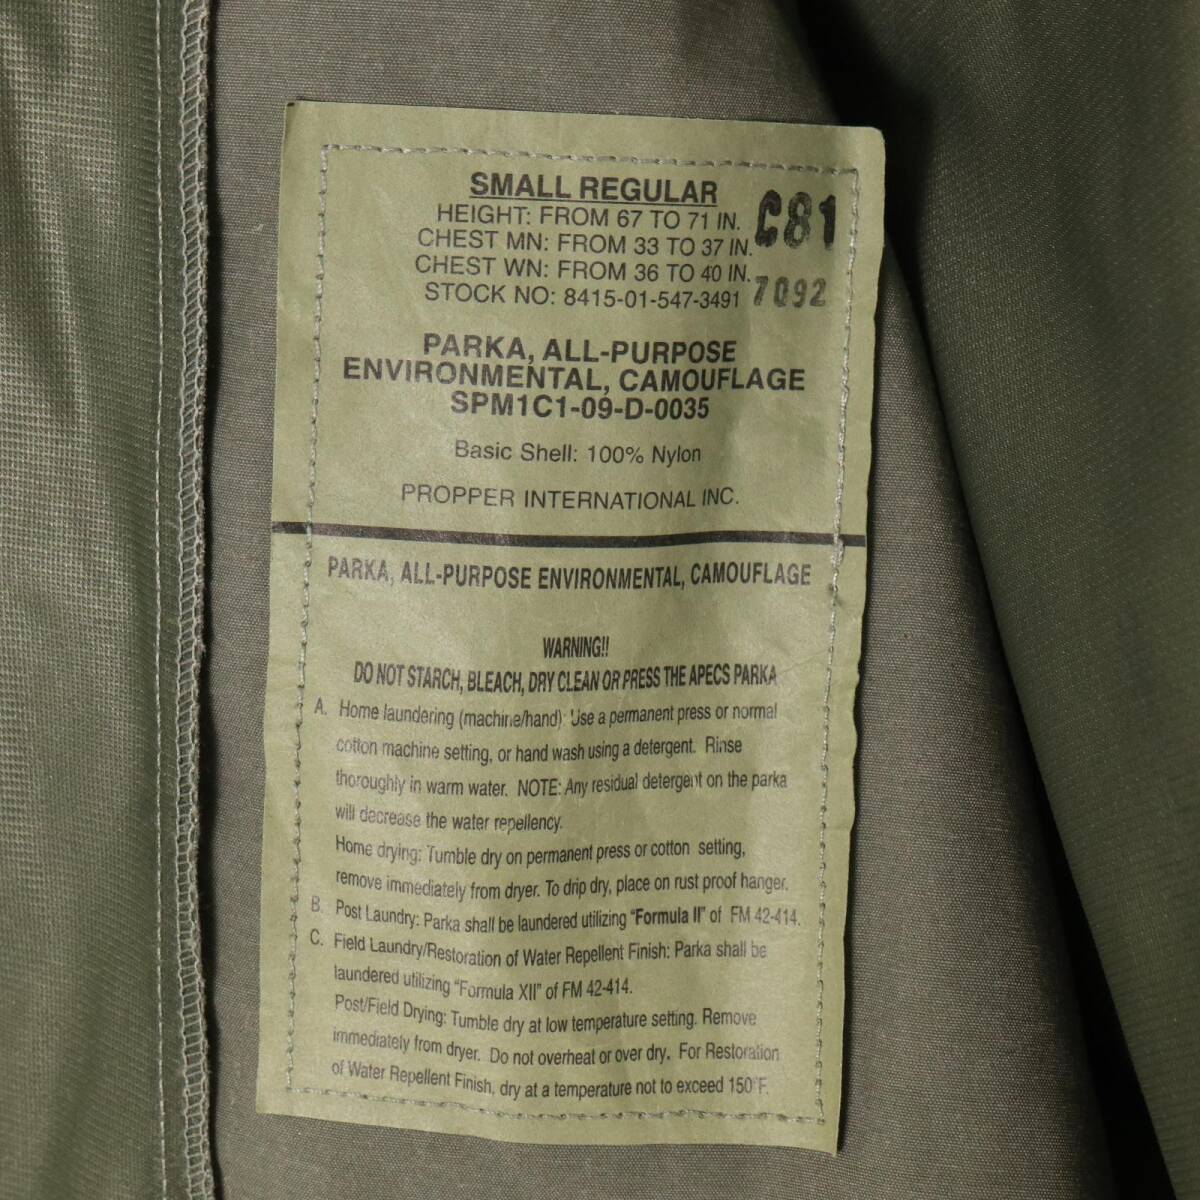 SMALL REGULAR
HEIGHT: FROM 67 TO 71 IN.
CHEST MN: FROM 33 TO 37 IN.
C81
CHEST WN: FROM 36 TO 40 IN.
STOCK NO: 8415-01-547-3491
7092
PARKA, ALL-PURPOSE
ENVIRONMENTAL, CAMOUFLAGE
SPM1C1-09-D-0035
Basic Shell: 100% Nylon
PROPPER INTERNATIONAL INC.
PARKA, ALL-PURPOSE ENVIRONMENTAL, CAMOUFLAGE
WARNING!!
DO NOT STARCH, BLEACH, DRY CLEAN OR PRESS THE APECS PARKA
A. Home laundering (machine/hand): Use a permanent press or normal
cotton machine setting, or hand wash using a detergent. Rinse
thoroughly in warm water. NOTE: Any residual detergent on the parka
will decrease the water repellency.
Home drying: Tumble dry on permanent press or cotton setting,
remove immediately from dryer. To drip dry, place on rust proof hanger.
B. Post Laundry: Parka shall be laundered utilizing "Formula II" of FM 42-414.
C. Field Laundry/Restoration of Water Repellent Finish: Parka shall be
laundered utilizing "Formula XII" of FM 42-414.
Post/Field Drying: Tumble dry at low temperature setting. Remove
immediately from dryer. Do not overheat or over dry. For Restoration
of Water Repellent Finish, dry at a temperature not to exceed 150°F.